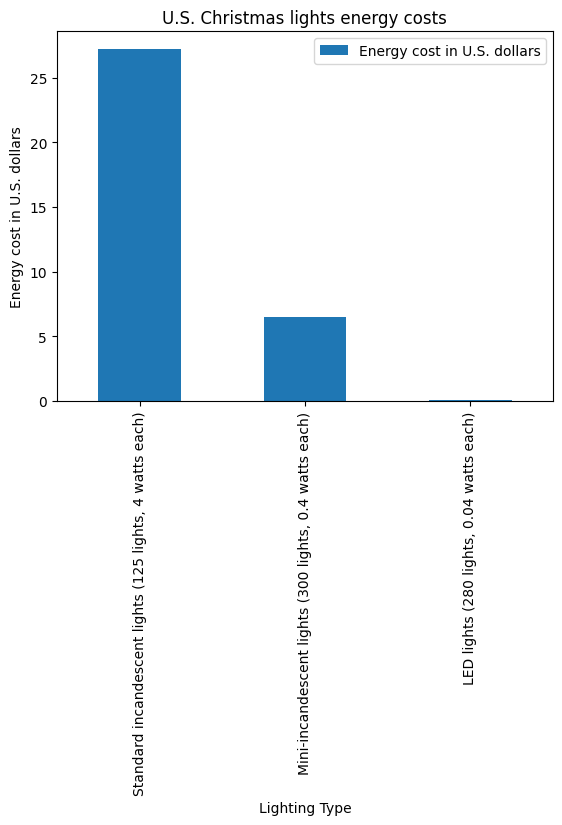 U.S. Christmas lights energy costs
Energy cost in U.S. dollars
Energy cost in U.S. dollars
25
20
15
10
5
0
Standard incandescent lights (125 lights, 4 watts each)
Mini-incandescent lights (300 lights, 0.4 watts each)
LED lights (280 lights, 0.04 watts each)
Lighting Type